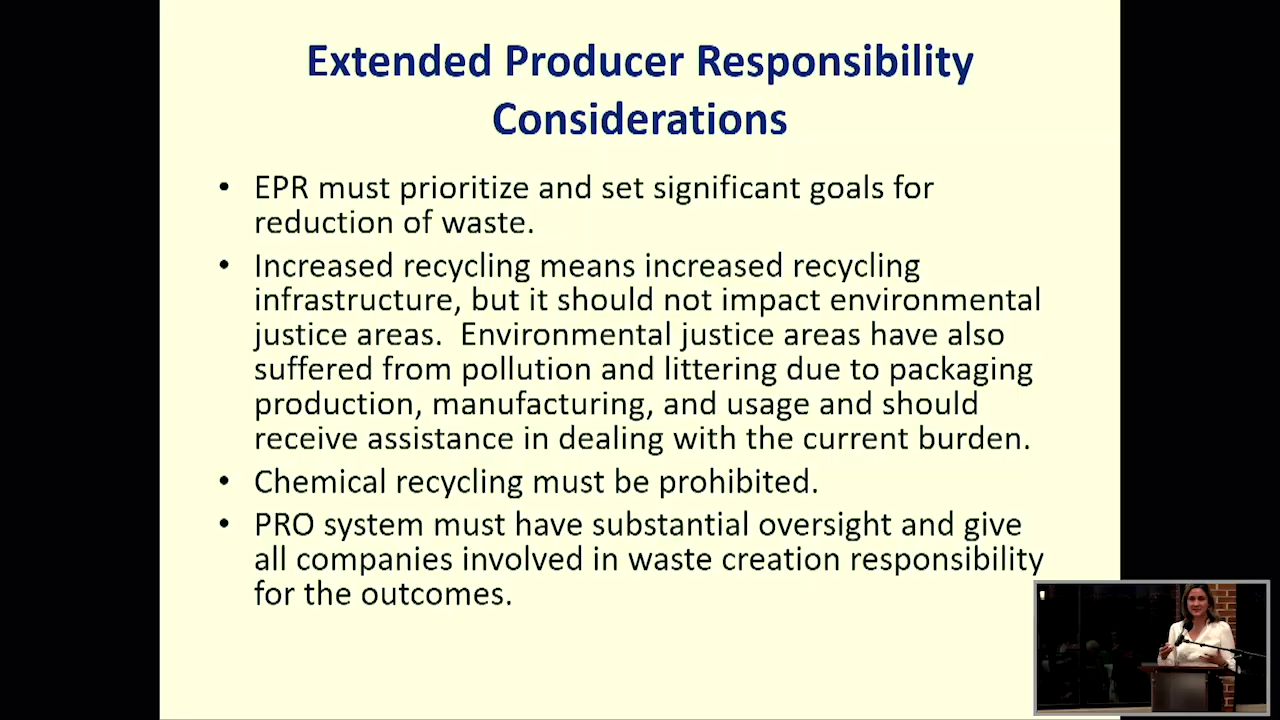 Extended Producer Responsibility
Considerations
• EPR must prioritize and set significant goals for
reduction of waste.
• Increased recycling means increased recycling
infrastructure, but it should not impact environmental
justice areas.  Environmental justice areas have also
suffered from pollution and littering due to packaging
production, manufacturing, and usage and should
receive assistance in dealing with the current burden.
• Chemical recycling must be prohibited.
• PRO system must have substantial oversight and give
all companies involved in waste creation responsibility
for the outcomes.